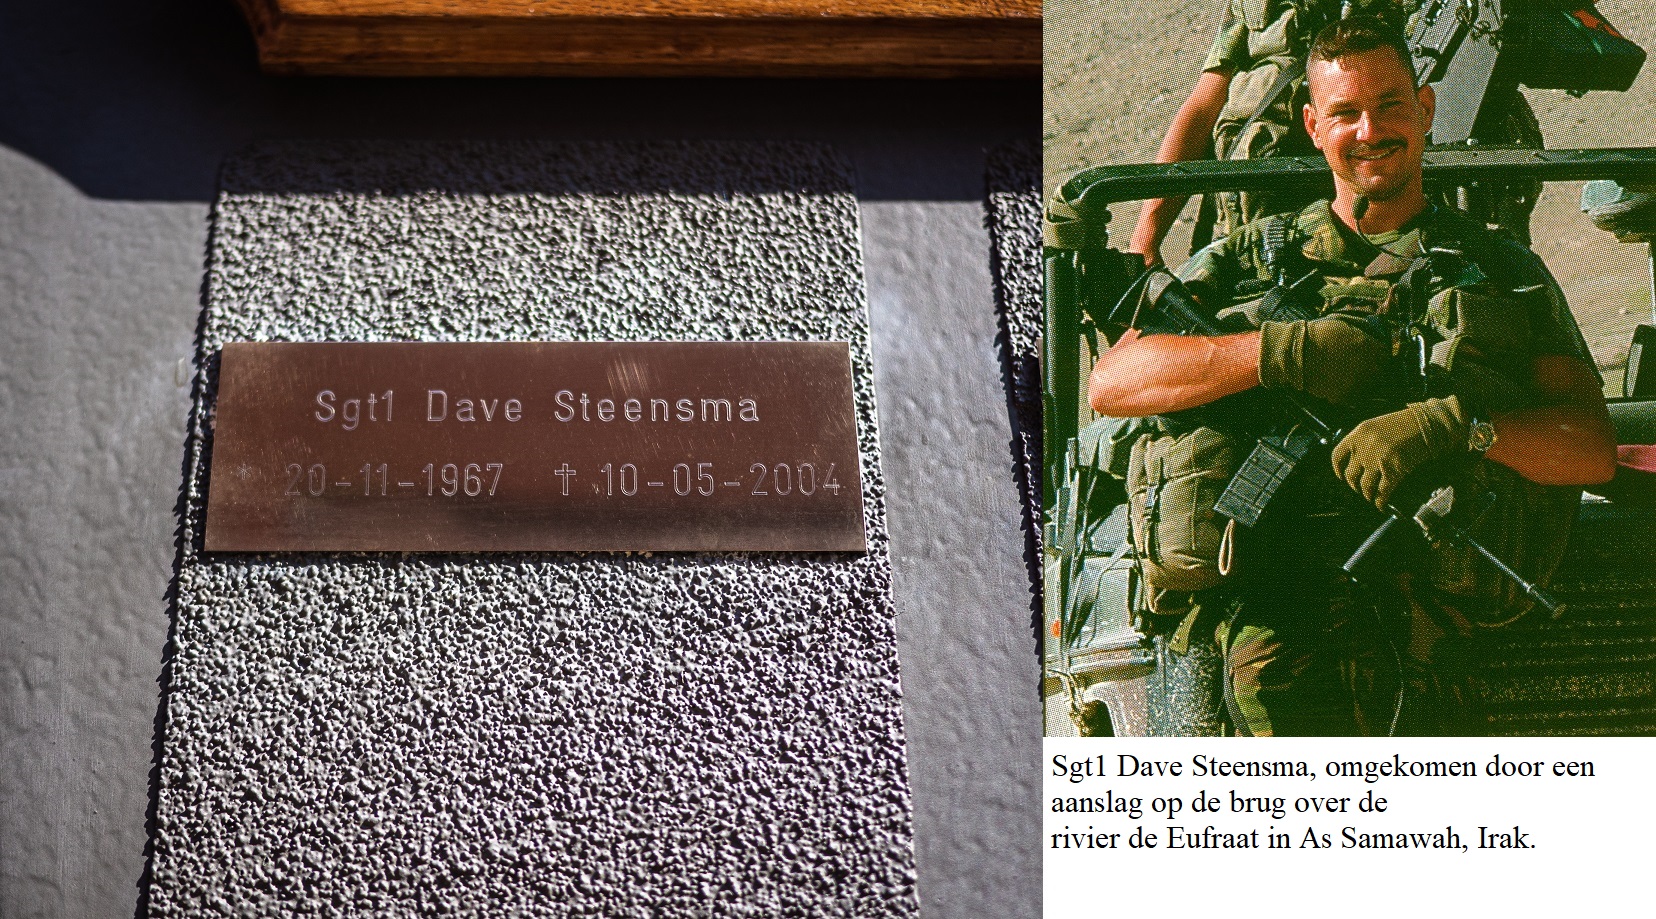 Sgt1 Dave Steensma
* 20-11-1967 † 10-05-2004
Sgt1 Dave Steensma, omgekomen door een
aanslag op de brug over de
rivier de Eufraat in As Samawah, Irak.